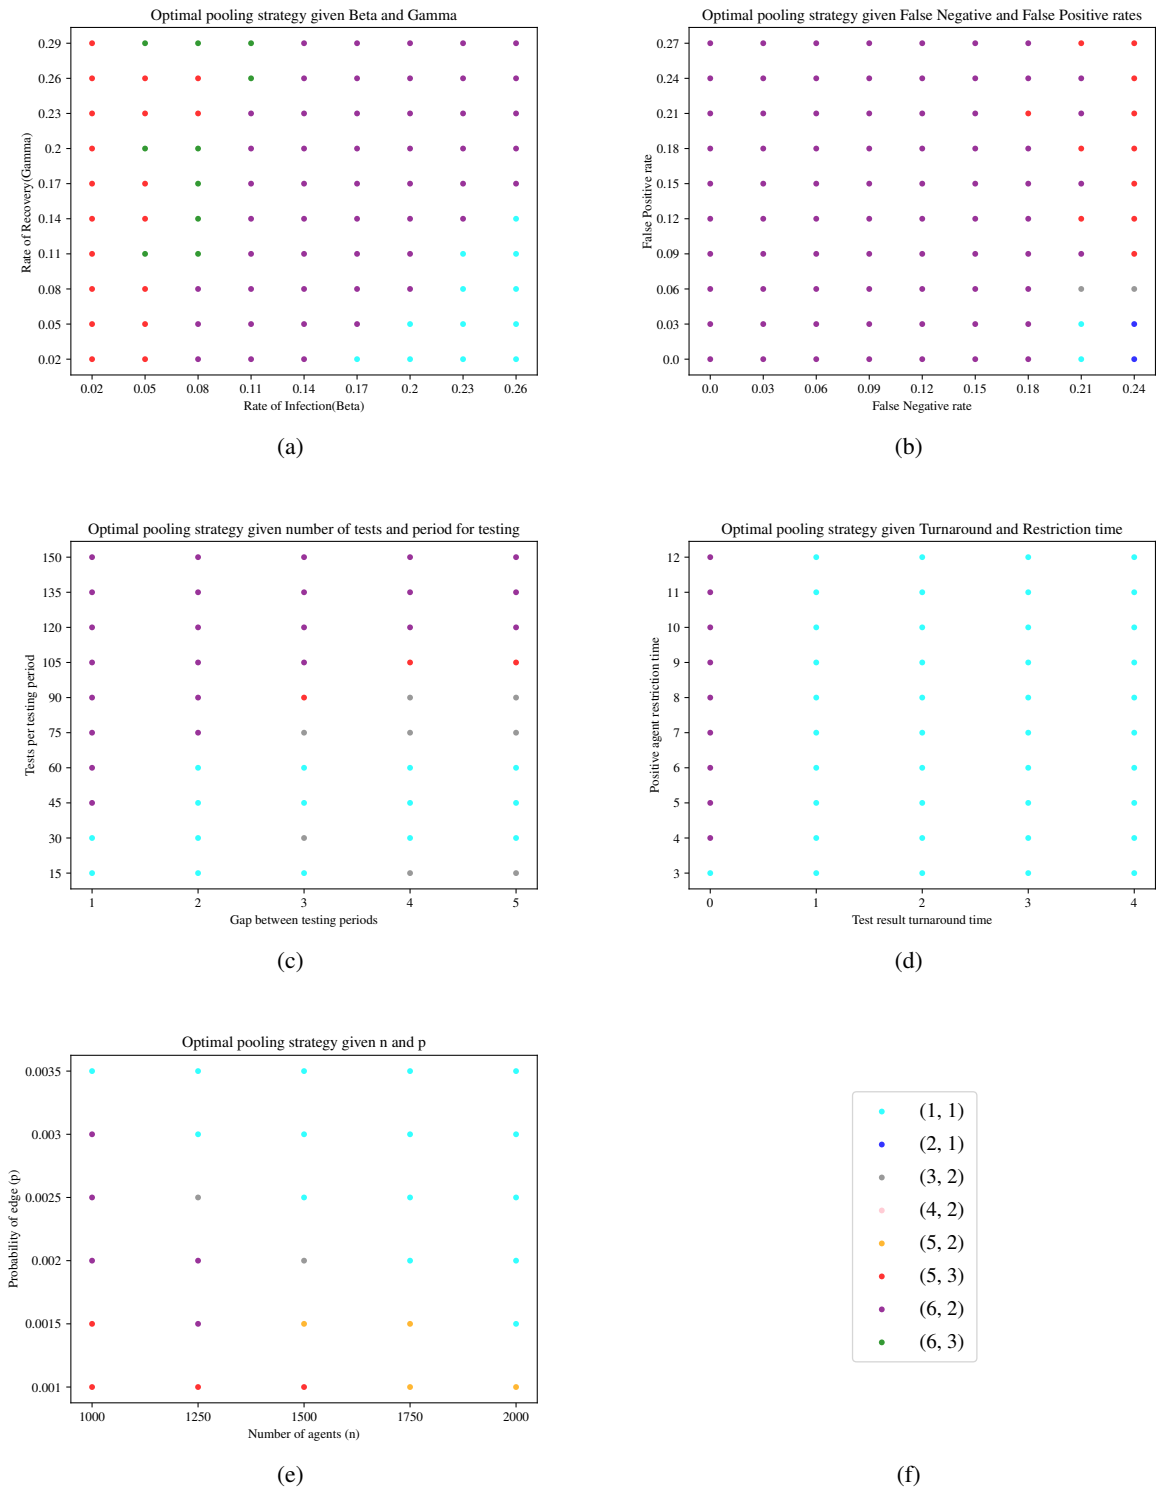 Optimal pooling strategy given Beta and Gamma
0.29
0.26
0.23
0.2
0.17
0.14
0.11
0.08
0.05
0.02
Rate of Recovery(Gamma)
0.02 0.05 0.08 0.11 0.14 0.17 0.2 0.23 0.26
Rate of Infection(Beta)
(a)
Optimal pooling strategy given False Negative and False Positive rates
0.27
0.24
0.21
0.18
0.15
0.12
0.09
0.06
0.03
0.0
False Positive rate
0.0 0.03 0.06 0.09 0.12 0.15 0.18 0.21 0.24
False Negative rate
(b)
Optimal pooling strategy given number of tests and period for testing
150
135
120
105
90
75
60
45
30
15
Tests per testing period
1 2 3 4 5
Gap between testing periods
(c)
Optimal pooling strategy given Turnaround and Restriction time
12
11
10
9
8
7
6
5
4
3
Positive agent restriction time
0 1 2 3 4
Test result turnaround time
(d)
Optimal pooling strategy given n and p
0.0035
0.003
0.0025
0.002
0.0015
0.001
Probability of edge (p)
1000 1250 1500 1750 2000
Number of agents (n)
(e)
(1, 1)
(2, 1)
(3, 2)
(4, 2)
(5, 2)
(5, 3)
(6, 2)
(6, 3)
(f)